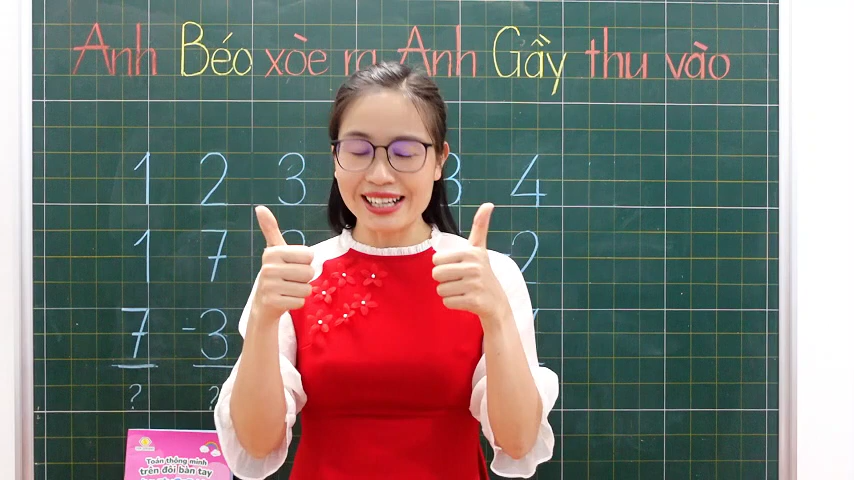 Anh Béo xòe ra Anh Gầy thu vào
1 2 3 3 4
1 7 2
7 -3
? ?
Toán thông minh
trên đôi bàn tay